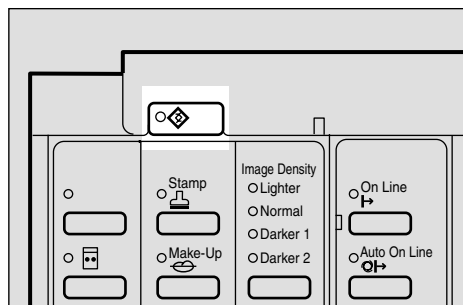 Stamp
Make-Up
Image Density
Lighter
Normal
Darker 1
Darker 2
On Line
Auto On Line